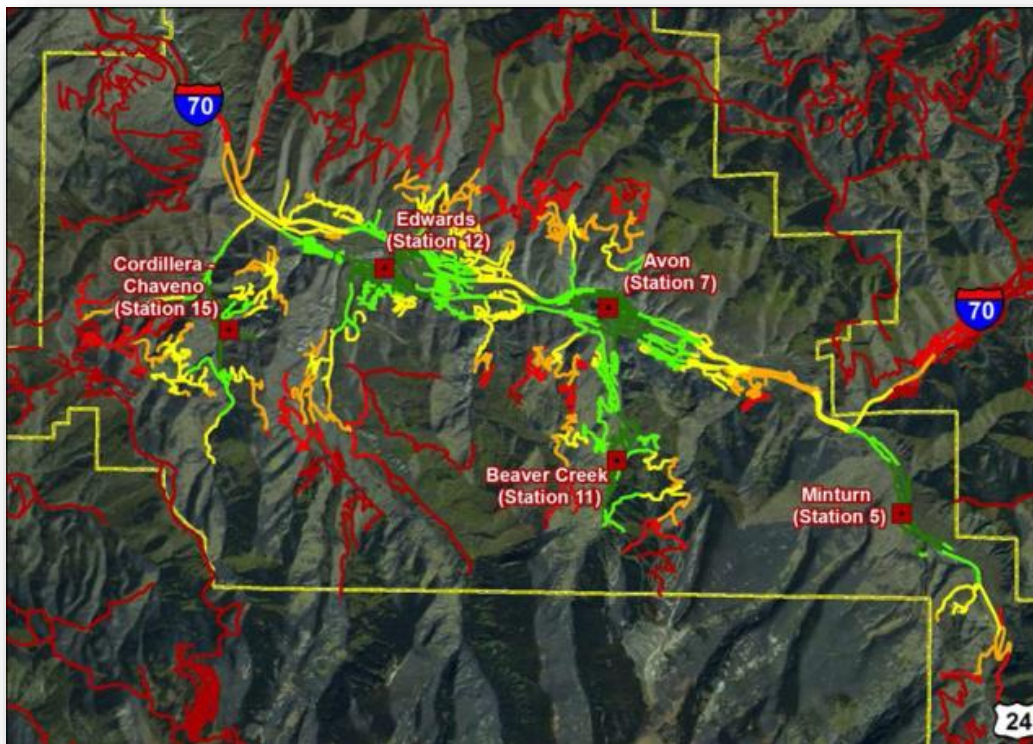 70
Edwards
(Station 12)
Cordillera -
Chaveno
(Station 15)
Avon
(Station 7)
70
Beaver Creek
(Station 11)
Minturn
(Station 5)
24